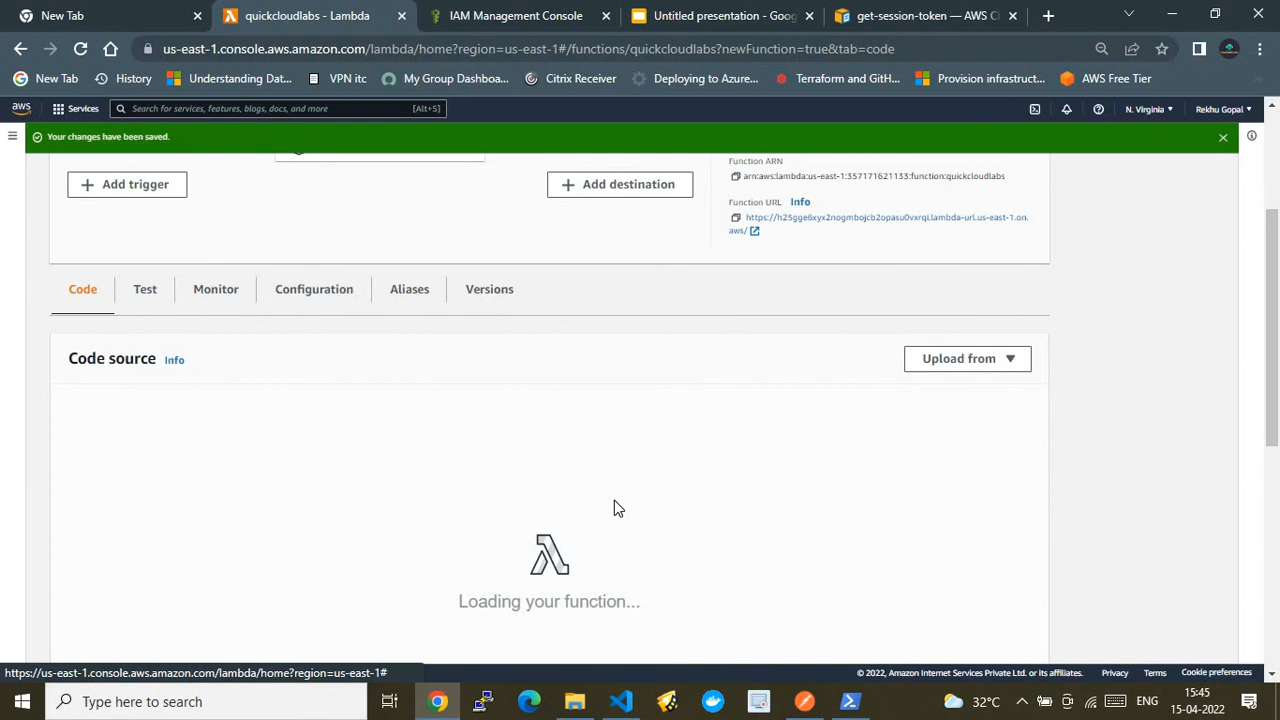 New Tab
quickcloudlabs - Lambda
IAM Management Console
Untitled presentation - Goog
get-session-token — AWS CI
us-east-1.console.aws.amazon.com/lambda/home?region=us-east-1#/functions/quickcloudlabs?newFunction=true&tab=code
New Tab
History
Understanding Dat...
VPN itc
My Group Dashboa...
Citrix Receiver
Deploying to Azure...
Terraform and GitH...
Provision infrastruct...
AWS Free Tier
aws
Services
Search for services, features, blogs, docs, and more
[Alt+S]
N. Virginia
Rekhu Gopal
Your changes have been saved.
Function ARN
Add trigger
Add destination
arn:aws:lambda:us-east-1:357171621133:function:quickcloudlabs
Function URL Info
https://h25gge6xyx2nogmbojcb2opasu0vxrqi.lambda-url.us-east-1.on.
aws/
Code
Test
Monitor
Configuration
Aliases
Versions
Code source Info
Upload from
Loading your function...
https://us-east-1.console.aws.amazon.com/lambda/home?region=us-east-1#
© 2022, Amazon Internet Services Private Ltd. or its affiliates.
Privacy
Terms
Cookie preferences
Type here to search
32°C
ENG
15:45
15-04-2022